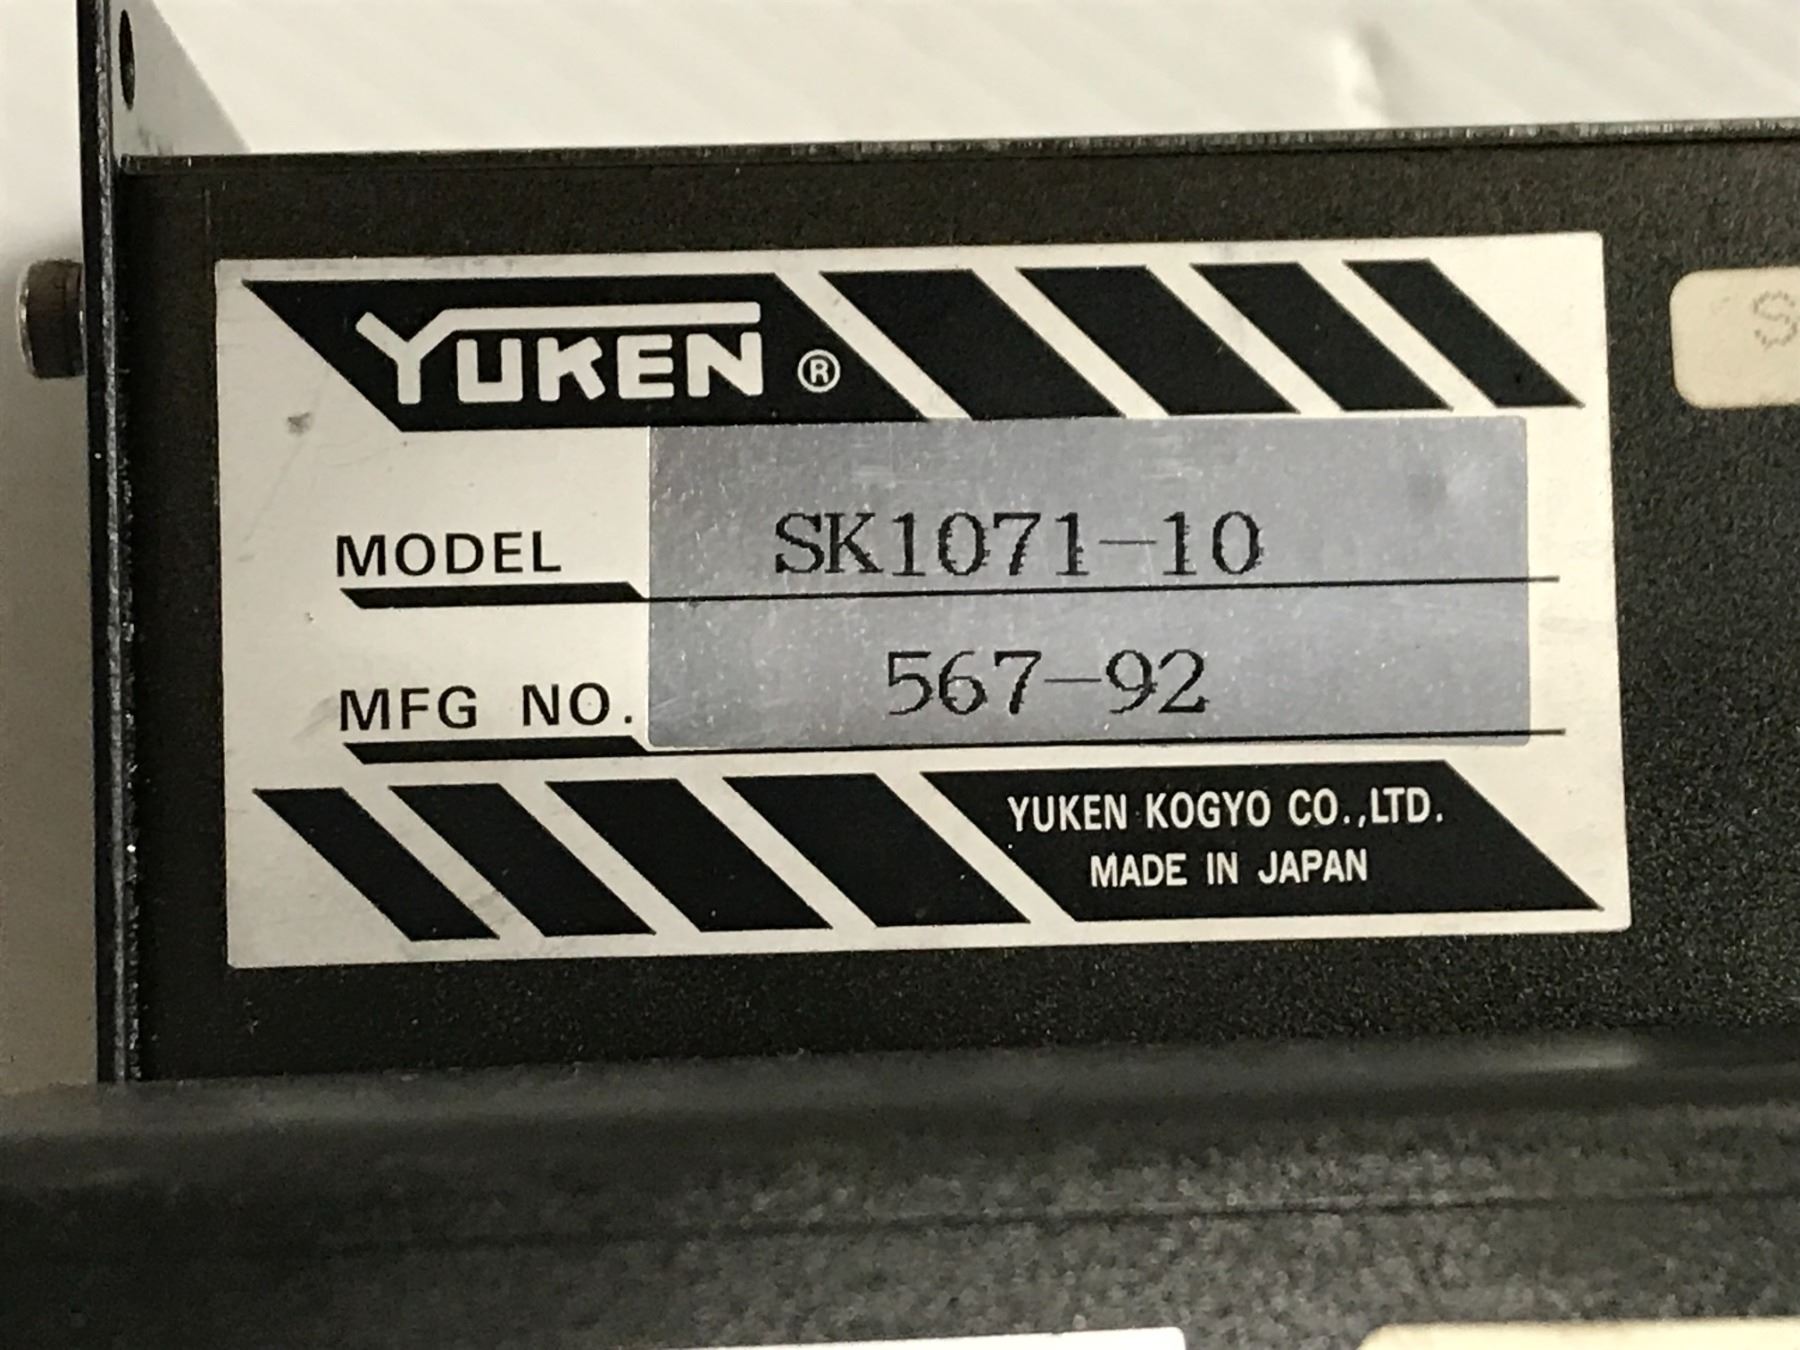 YUKEN ®
MODEL SK1071-10
MFG NO. 567-92
YUKEN KOGYO CO.,LTD.
MADE IN JAPAN
S